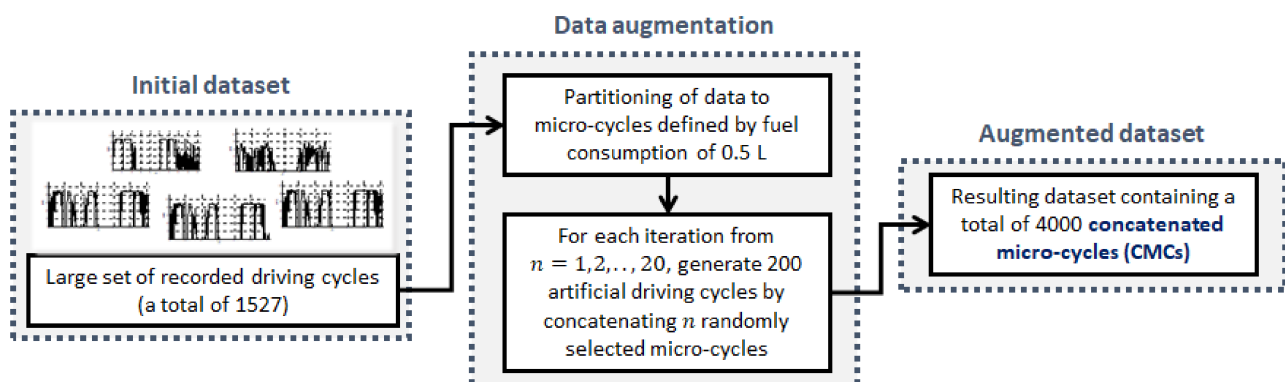 Initial dataset
Large set of recorded driving cycles
(a total of 1527)
Data augmentation
Partitioning of data to
micro-cycles defined by fuel
consumption of 0.5 L
For each iteration from
n = 1,2,.., 20, generate 200
artificial driving cycles by
concatenating n randomly
selected micro-cycles
Augmented dataset
Resulting dataset containing a
total of 4000 concatenated
micro-cycles (CMCs)